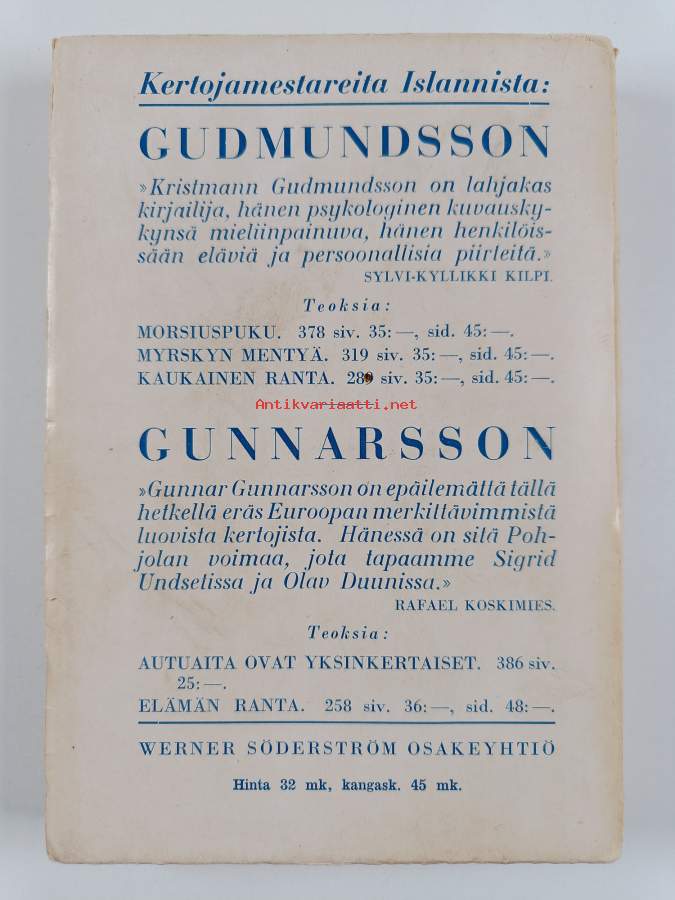 Kertojamestareita Islannista:
GUDMUNDSSON
»Kristmann Gudmundsson on lahjakas
kirjailija, hänen psykologinen kuvausky-
kynsä mieliinpainuva, hänen henkilöis-
sään eläviä ja persoonallisia piirteitä.»
SYLVI-KYLLIKKI KILPI.
Teoksia:
MORSIUSPUKU. 378 siv. 35:—, sid. 45:—.
MYRSKYN MENTYÄ. 319 siv. 35:—, sid. 45:—.
KAUKAINEN RANTA. 289 siv. 35:—, sid. 45:—.
Antikvariaatti.net
GUNNARSSON
»Gunnar Gunnarsson on epäilemättä tällä
hetkellä eräs Euroopan merkittävimmistä
luovista kertojista. Hänessä on sitä Poh-
jolan voimaa, jota tapaamme Sigrid
Undsetissa ja Olav Duunissa.»
RAFAEL KOSKIMIES.
Teoksia:
AUTUAITA OVAT YKSINKERTAISET. 386 siv.
25:—.
ELÄMÄN RANTA. 258 siv. 36:—, sid. 48:—.
WERNER SÖDERSTRÖM OSAKEYHTIÖ
Hinta 32 mk, kangask. 45 mk.